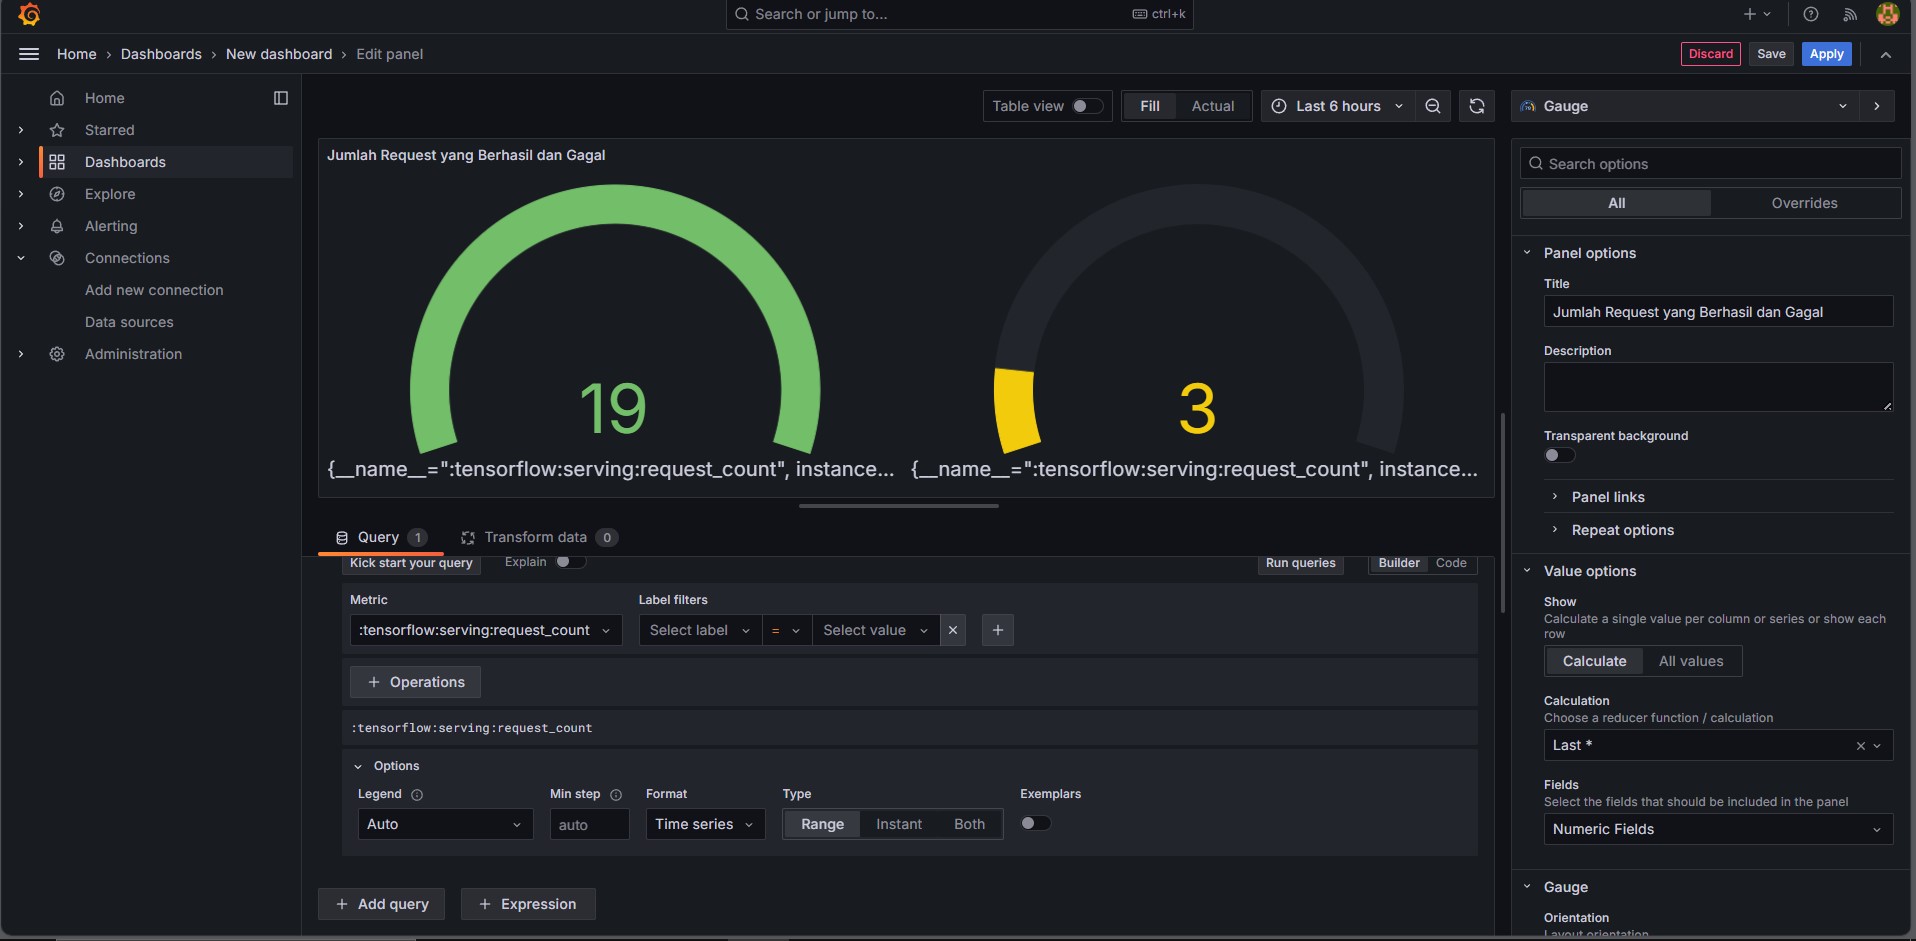 Search or jump to...
ctrl+k
Home › Dashboards › New dashboard › Edit panel
Discard
Save
Apply
Home
Starred
Dashboards
Explore
Alerting
Connections
Add new connection
Data sources
Administration
Table view
Fill
Actual
Last 6 hours
Jumlah Request yang Berhasil dan Gagal
19
3
{__name__=":tensorflow:serving:request_count", instance...
{__name__=":tensorflow:serving:request_count", instance...
Query 1
Transform data 0
Kick start your query
Explain
Run queries
Builder
Code
Metric
Label filters
:tensorflow:serving:request_count
Select label
=
Select value
+ Operations
:tensorflow:serving:request_count
Options
Legend
Min step
Format
Type
Exemplars
Auto
auto
Time series
Range
Instant
Both
+ Add query
+ Expression
Gauge
Search options
All
Overrides
Panel options
Title
Jumlah Request yang Berhasil dan Gagal
Description
Transparent background
Panel links
Repeat options
Value options
Show
Calculate a single value per column or series or show each
row
Calculate
All values
Calculation
Choose a reducer function / calculation
Last *
Fields
Select the fields that should be included in the panel
Numeric Fields
Gauge
Orientation
Layout orientation